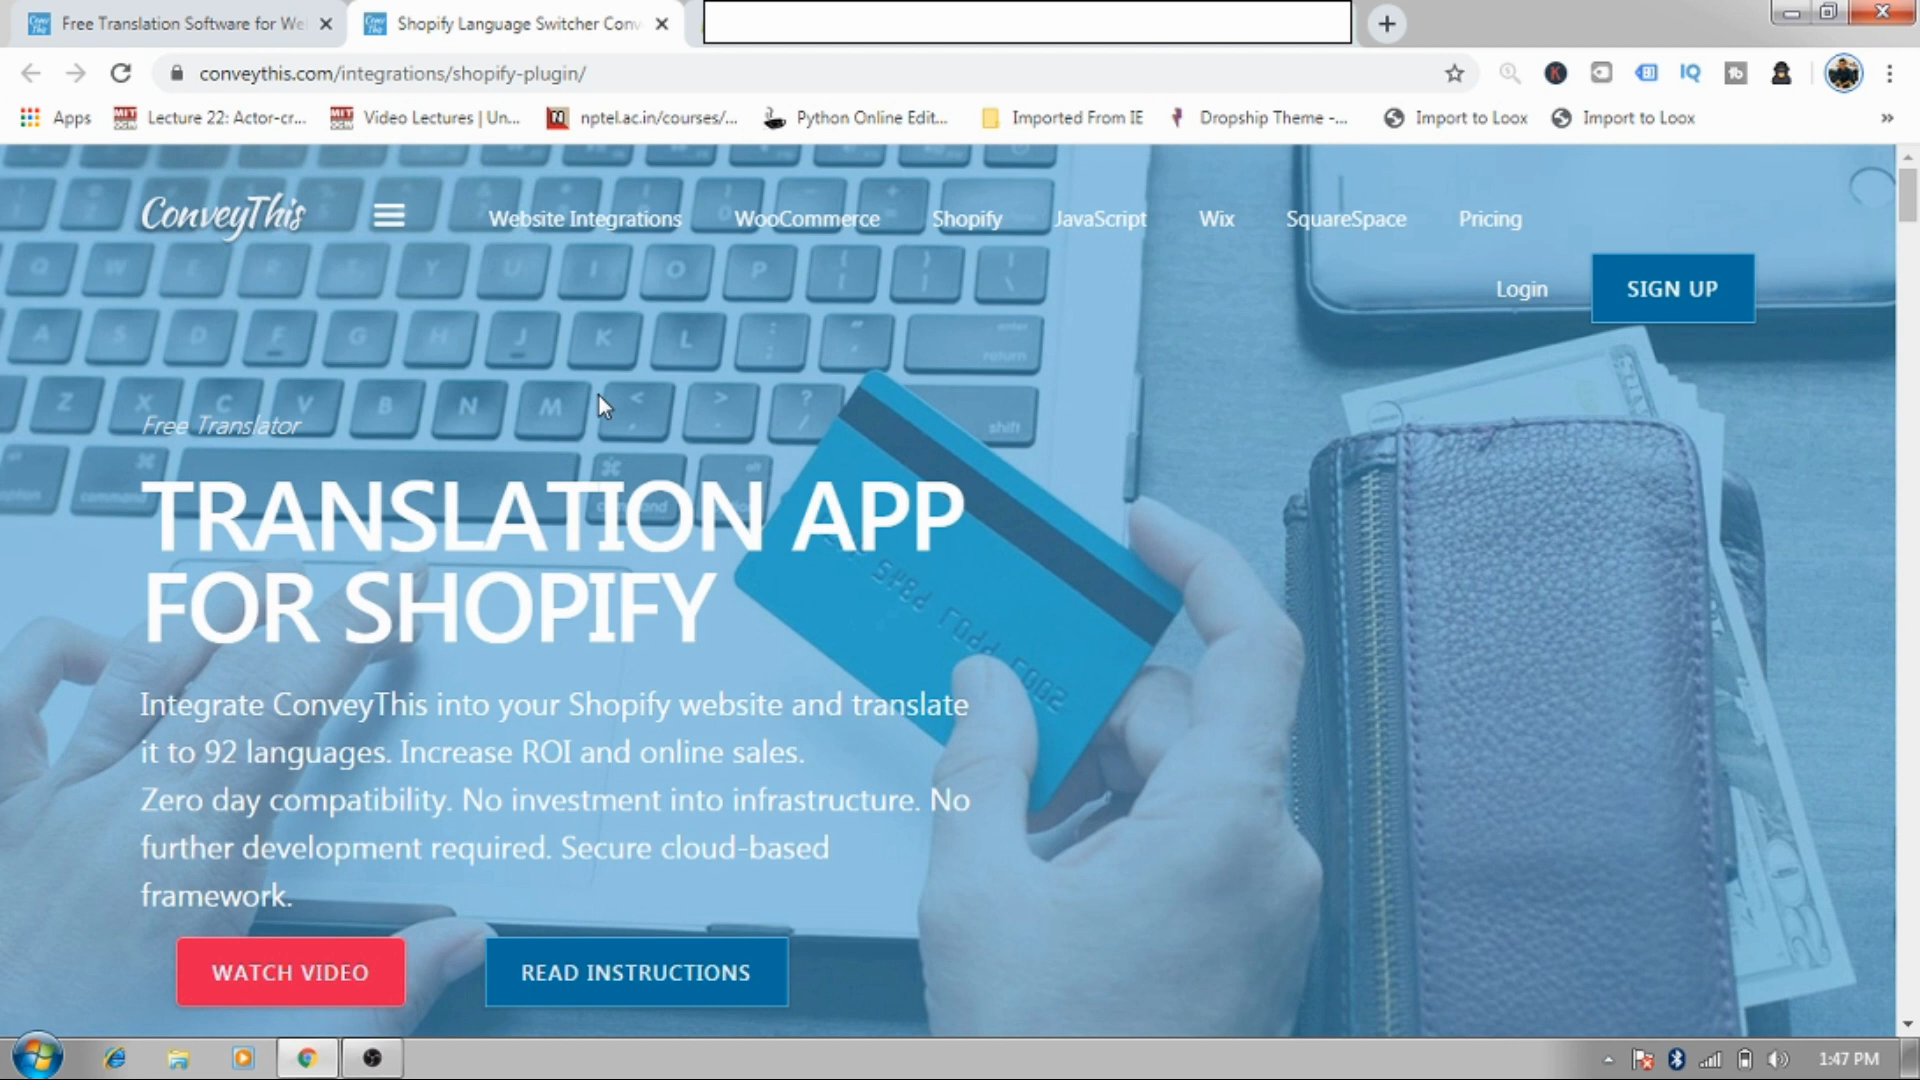 Free Translation Software for We
Shopify Language Switcher Conv
conveythis.com/integrations/shopify-plugin/
Apps
Lecture 22: Actor-cr...
Video Lectures | Un...
nptel.ac.in/courses/...
Python Online Edit...
Imported From IE
Dropship Theme -...
Import to Loox
Import to Loox
ConveyThis
Website Integrations
WooCommerce
Shopify
JavaScript
Wix
SquareSpace
Pricing
Login
SIGN UP
Free Translator
TRANSLATION APP
FOR SHOPIFY
Integrate ConveyThis into your Shopify website and translate
it to 92 languages. Increase ROI and online sales.
Zero day compatibility. No investment into infrastructure. No
further development required. Secure cloud-based
framework.
WATCH VIDEO
READ INSTRUCTIONS
1:47 PM